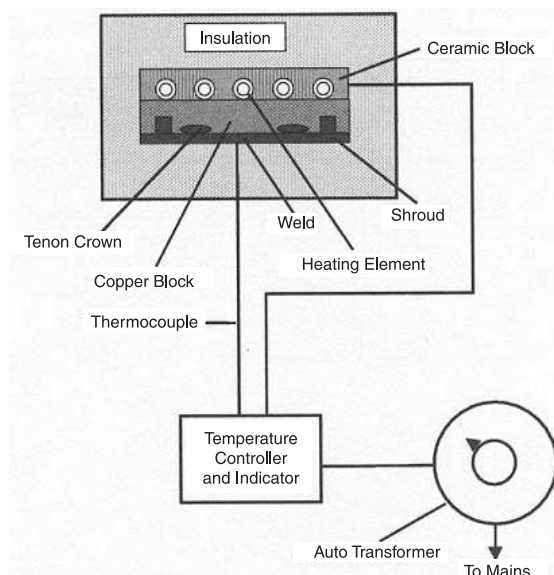 Insulation
Ceramic Block
Weld
Shroud
Tenon Crown
Heating Element
Copper Block
Thermocouple
Temperature
Controller
and Indicator
Auto Transformer
To Mains